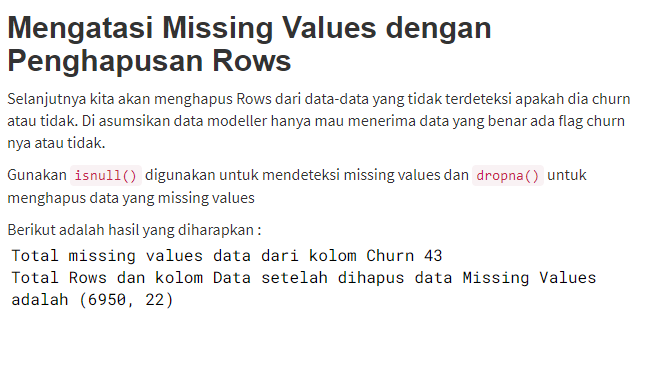 Mengatasi Missing Values dengan
Penghapusan Rows
Selanjutnya kita akan menghapus Rows dari data-data yang tidak terdeteksi apakah dia churn
atau tidak. Di asumsikan data modeller hanya mau menerima data yang benar ada flag churn
nya atau tidak.
Gunakan isnull() digunakan untuk mendeteksi missing values dan dropna() untuk
menghapus data yang missing values
Berikut adalah hasil yang diharapkan :
Total missing values data dari kolom Churn 43
Total Rows dan kolom Data setelah dihapus data Missing Values
adalah (6950, 22)